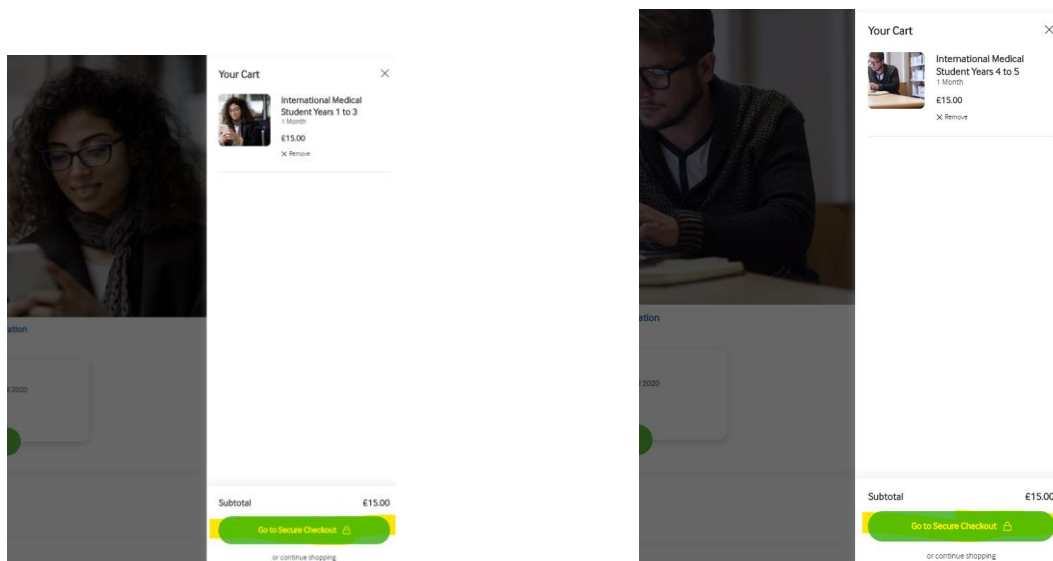 Your Cart
International Medical
Student Years 1 to 3
1 Month
£15.00
Remove
ation
2020
Subtotal £15.00
Go to Secure Checkout
or continue shopping
Your Cart
International Medical
Student Years 4 to 5
1 Month
£15.00
Remove
ation
2020
Subtotal £15.00
Go to Secure Checkout
or continue shopping